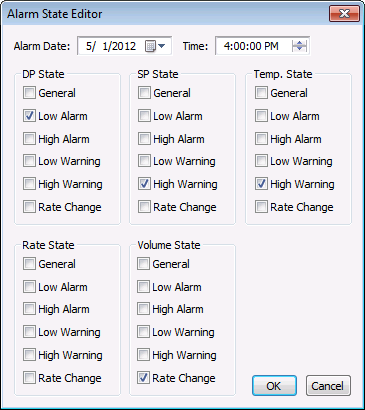 Alarm State Editor
Alarm Date: 5/ 1/2012 Time: 4:00:00 PM
DP State SP State Temp. State
General General General
Low Alarm Low Alarm Low Alarm
High Alarm High Alarm High Alarm
Low Warning Low Warning Low Warning
High Warning High Warning High Warning
Rate Change Rate Change Rate Change
Rate State Volume State
General General
Low Alarm Low Alarm
High Alarm High Alarm
Low Warning Low Warning
High Warning High Warning
Rate Change Rate Change
OK Cancel